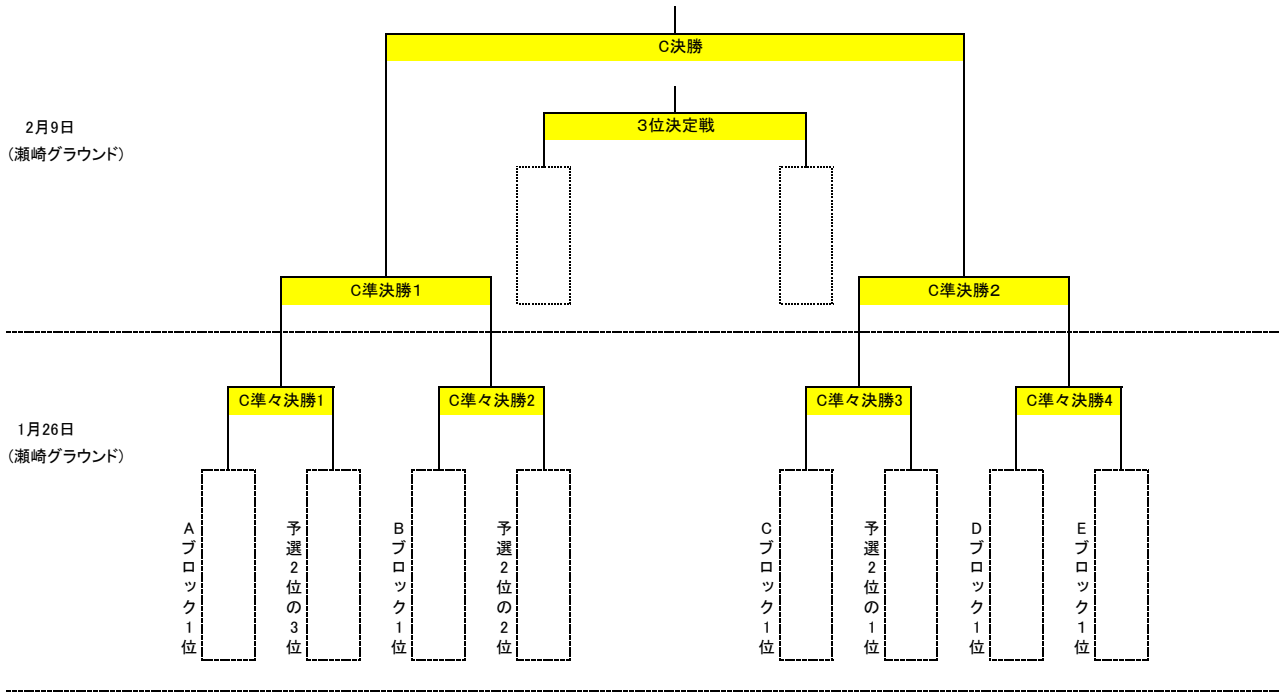 C決勝
3位決定戦
2月9日
(瀬崎グラウンド)
C準決勝1
C準決勝2
C準々決勝1
C準々決勝2
C準々決勝3
C準々決勝4
1月26日
(瀬崎グラウンド)
Aブロック1位
予選2位の3位
Bブロック1位
予選2位の2位
Cブロック1位
予選2位の1位
Dブロック1位
Eブロック1位